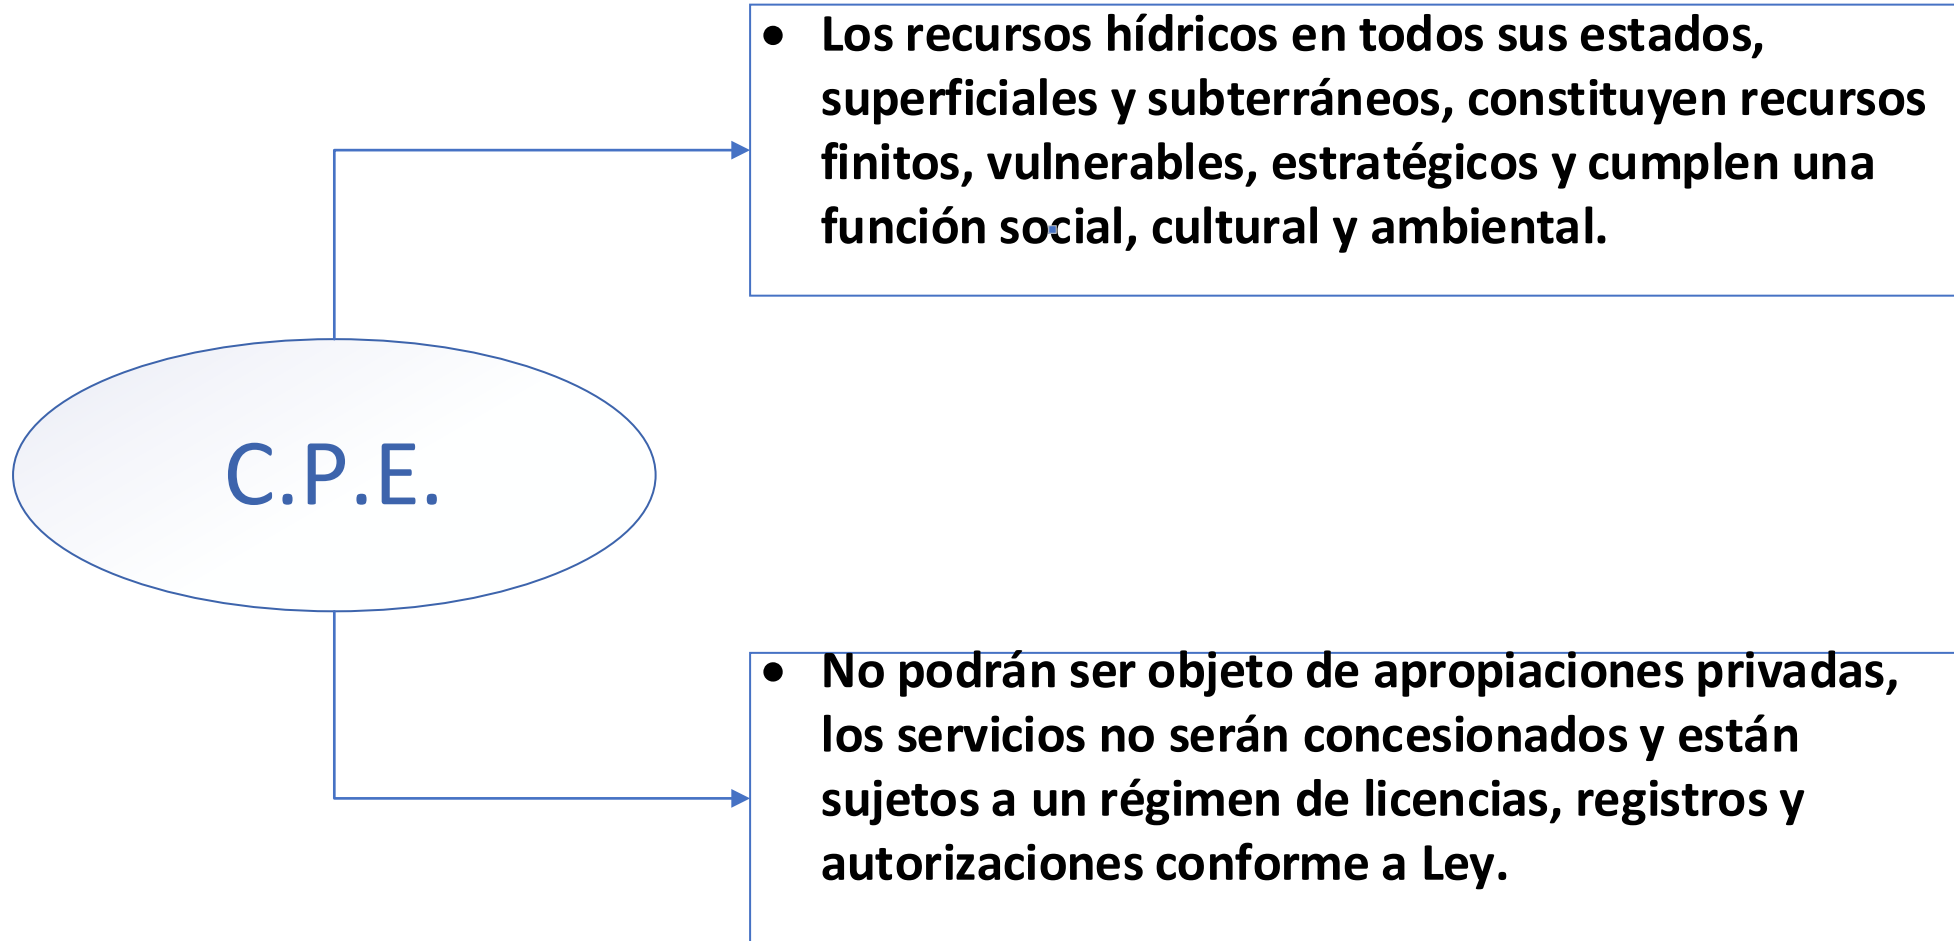 • Los recursos hídricos en todos sus estados,
superficiales y subterráneos, constituyen recursos
finitos, vulnerables, estratégicos y cumplen una
función social, cultural y ambiental.
C.P.E.
• No podrán ser objeto de apropiaciones privadas,
los servicios no serán concesionados y están
sujetos a un régimen de licencias, registros y
autorizaciones conforme a Ley.